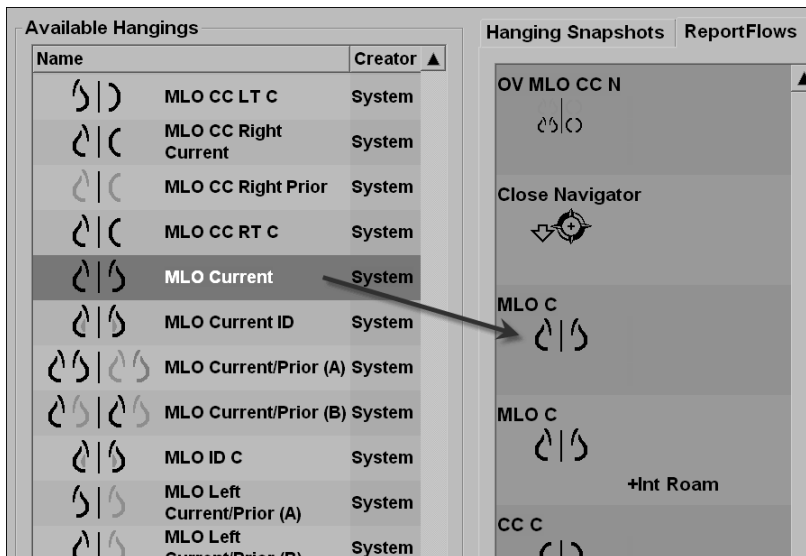 Available Hangings
Name Creator
MLO CC LT C System
MLO CC Right
Current System
MLO CC Right Prior System
MLO CC RT C System
MLO Current System
MLO Current ID System
MLO Current/Prior (A) System
MLO Current/Prior (B) System
MLO ID C System
MLO Left
Current/Prior (A) System
MLO Left
Current/Prior (B) System
Hanging Snapshots ReportFlows
OV MLO CC N
Close Navigator
MLO C
MLO C
+Int Roam
CC C